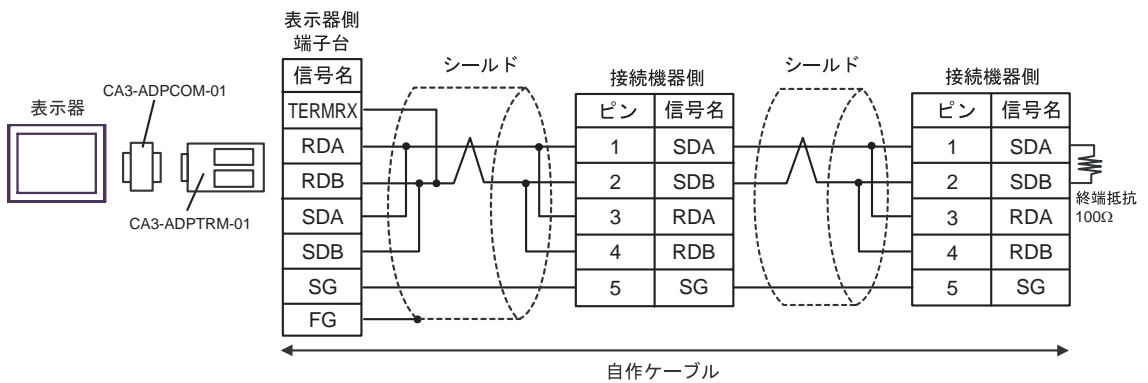 表示器
CA3-ADPCOM-01
CA3-ADPTRM-01
表示器側
端子台
信号名
TERMRX
RDA
RDB
SDA
SDB
SG
FG
シールド
接続機器側
ピン 信号名
1 SDA
2 SDB
3 RDA
4 RDB
5 SG
シールド
接続機器側
ピン 信号名
1 SDA
2 SDB
3 RDA
4 RDB
5 SG
終端抵抗
100Ω
自作ケーブル